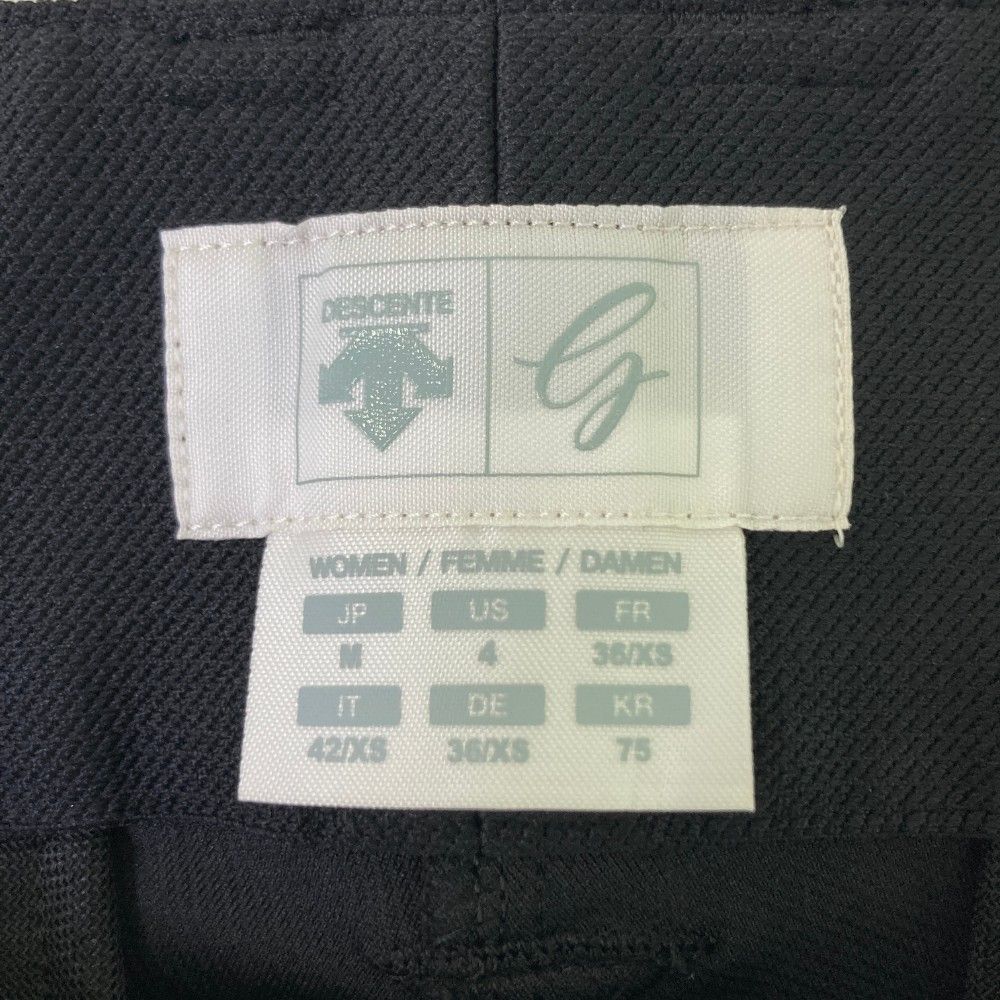 DESCENTE
G
WOMEN / FEMME / DAMEN
JP US FR
M 4 36/XS
IT DE KR
42/XS 36/XS 75